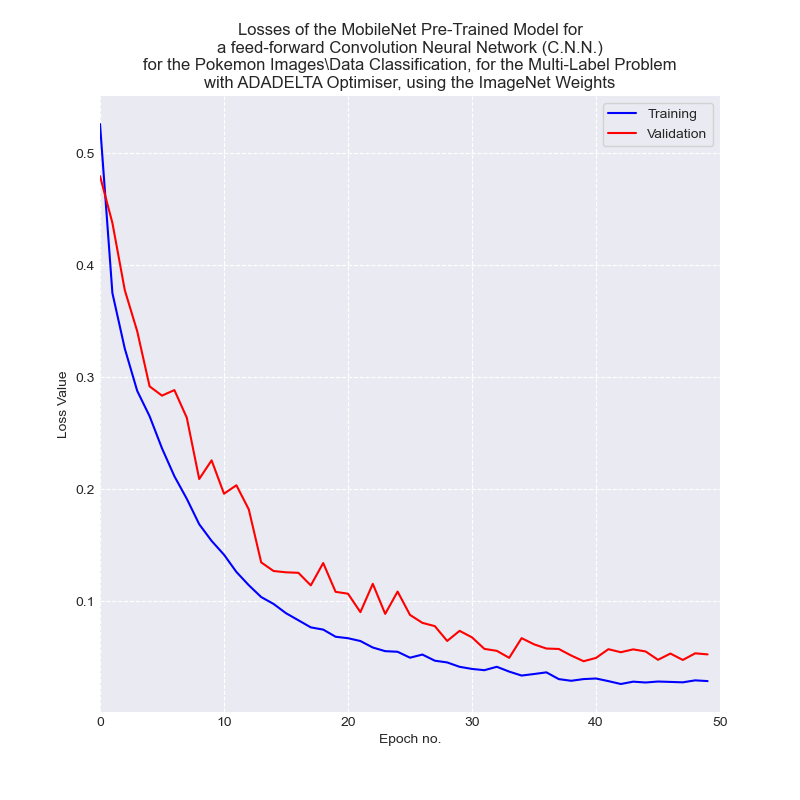 Losses of the MobileNet Pre-Trained Model for
a feed-forward Convolution Neural Network (C.N.N.)
for the Pokemon Images\Data Classification, for the Multi-Label Problem
with ADADELTA Optimiser, using the ImageNet Weights
Training
Validation
0.5
0.4
0.3
0.2
0.1
Loss Value
0 10 20 30 40 50
Epoch no.